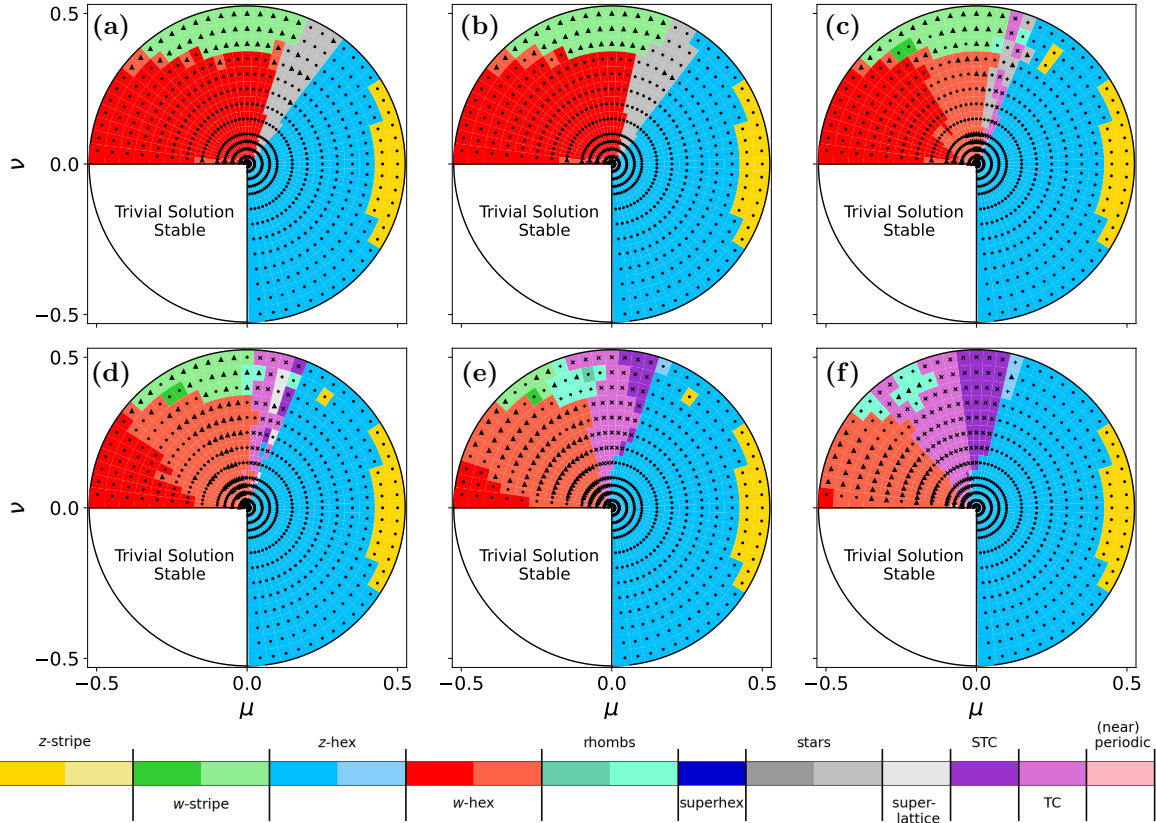 (a) (b) (c)
0.5
0.0
−0.5
ν
Trivial Solution
Stable
Trivial Solution
Stable
Trivial Solution
Stable
(d) (e) (f)
0.5
0.0
−0.5
ν
Trivial Solution
Stable
Trivial Solution
Stable
Trivial Solution
Stable
−0.5 0.0 0.5 −0.5 0.0 0.5 −0.5 0.0 0.5
μ μ μ
z-stripe z-hex rhombs stars STC (near)
periodic
w-stripe w-hex superhex super-
lattice TC